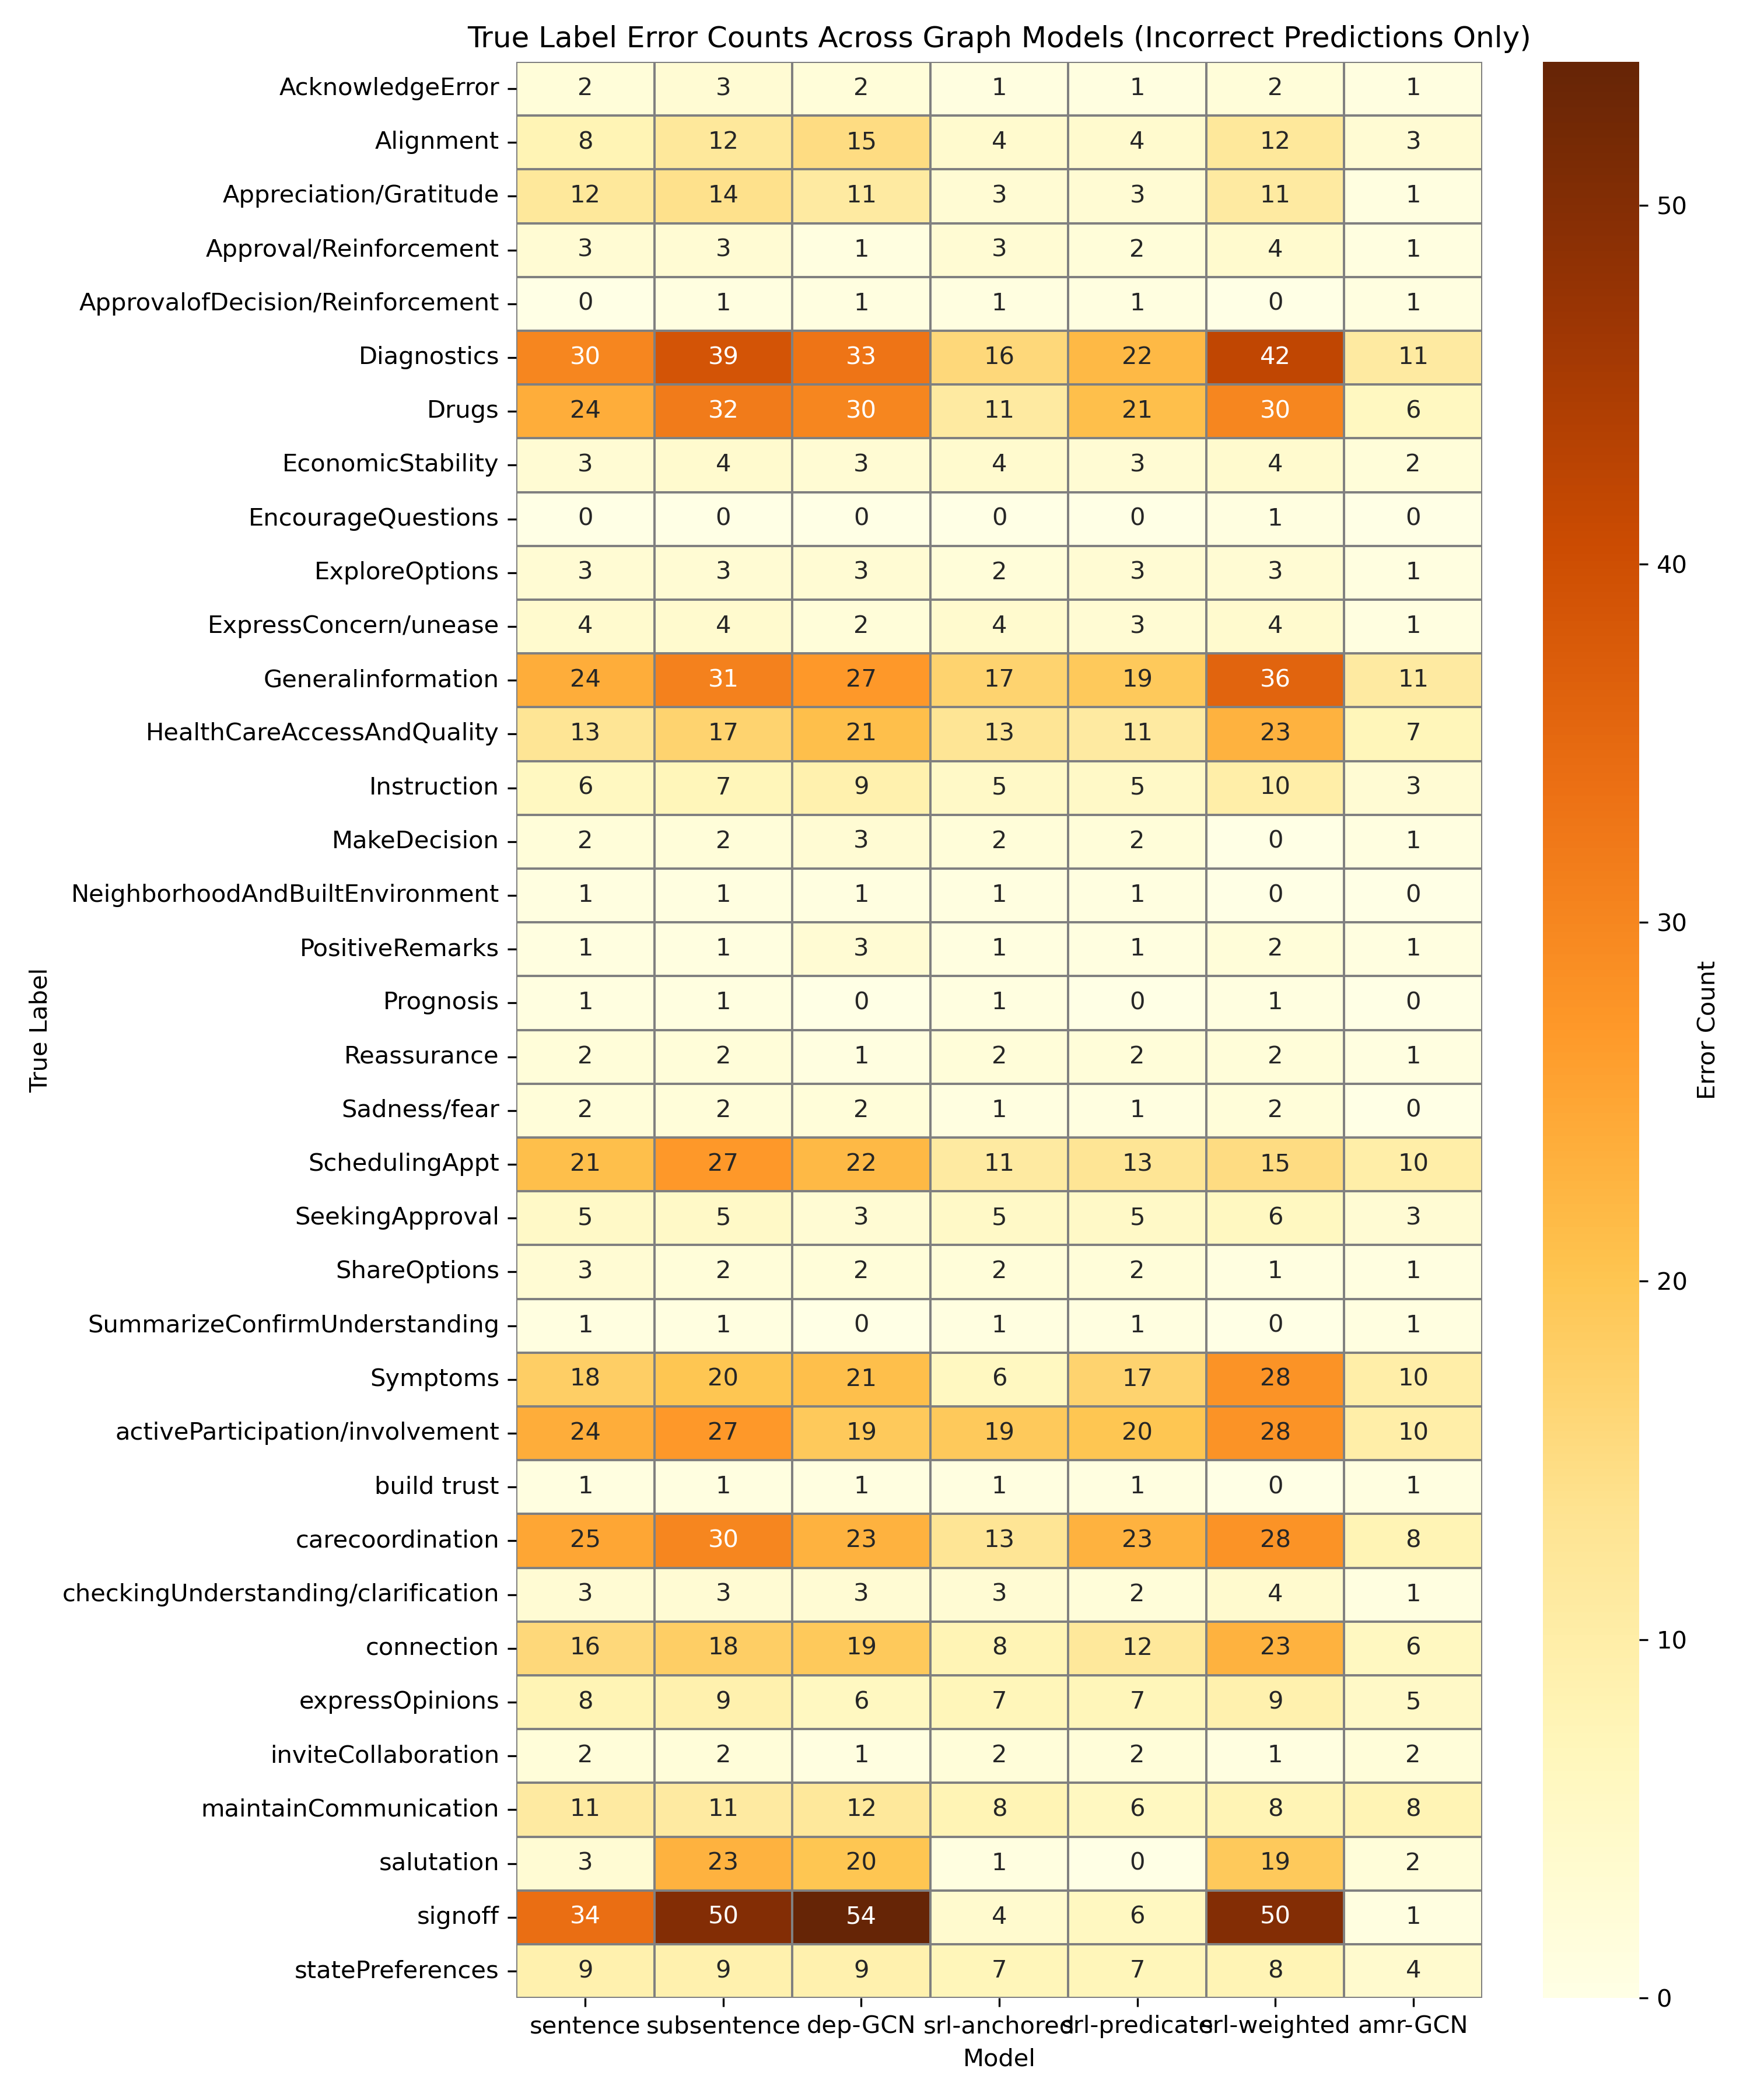 True Label Error Counts Across Graph Models (Incorrect Predictions Only)
AcknowledgeError 2 3 2 1 1 2 1
Alignment 8 12 15 4 4 12 3
Appreciation/Gratitude 12 14 11 3 3 11 1
Approval/Reinforcement 3 3 1 3 2 4 1
ApprovalofDecision/Reinforcement 0 1 1 1 1 0 1
Diagnostics 30 39 33 16 22 42 11
Drugs 24 32 30 11 21 30 6
EconomicStability 3 4 3 4 3 4 2
EncourageQuestions 0 0 0 0 0 1 0
ExploreOptions 3 3 3 2 3 3 1
ExpressConcern/unease 4 4 2 4 3 4 1
Generalinformation 24 31 27 17 19 36 11
HealthCareAccessAndQuality 13 17 21 13 11 23 7
Instruction 6 7 9 5 5 10 3
MakeDecision 2 2 3 2 2 0 1
NeighborhoodAndBuiltEnvironment 1 1 1 1 1 0 0
PositiveRemarks 1 1 3 1 1 2 1
Prognosis 1 1 0 1 0 1 0
Reassurance 2 2 1 2 2 2 1
Sadness/fear 2 2 2 1 1 2 0
SchedulingAppt 21 27 22 11 13 15 10
SeekingApproval 5 5 3 5 5 6 3
ShareOptions 3 2 2 2 2 1 1
SummarizeConfirmUnderstanding 1 1 0 1 1 0 1
Symptoms 18 20 21 6 17 28 10
activeParticipation/involvement 24 27 19 19 20 28 10
build trust 1 1 1 1 1 0 1
carecoordination 25 30 23 13 23 28 8
checkingUnderstanding/clarification 3 3 3 3 2 4 1
connection 16 18 19 8 12 23 6
expressOpinions 8 9 6 7 7 9 5
inviteCollaboration 2 2 1 2 2 1 2
maintainCommunication 11 11 12 8 6 8 8
salutation 3 23 20 1 0 19 2
signoff 34 50 54 4 6 50 1
statePreferences 9 9 9 7 7 8 4
sentence subsentence dep-GCN srl-anchored srl-predicate srl-weighted amr-GCN
Model
True Label
50
40
30
20
10
0
Error Count